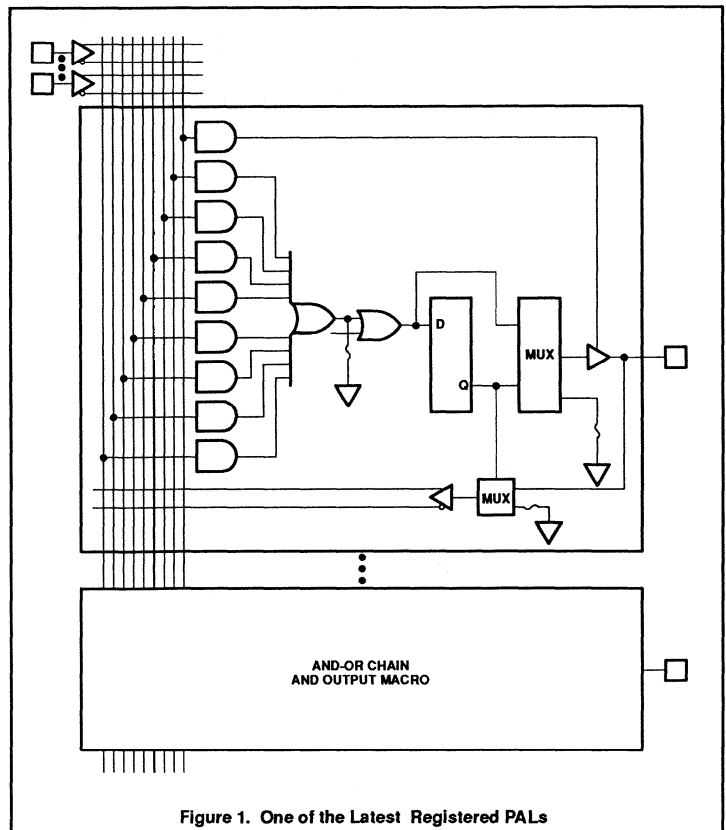 D
Q
MUX
MUX
AND-OR CHAIN
AND OUTPUT MACRO
Figure 1. One of the Latest Registered PALs